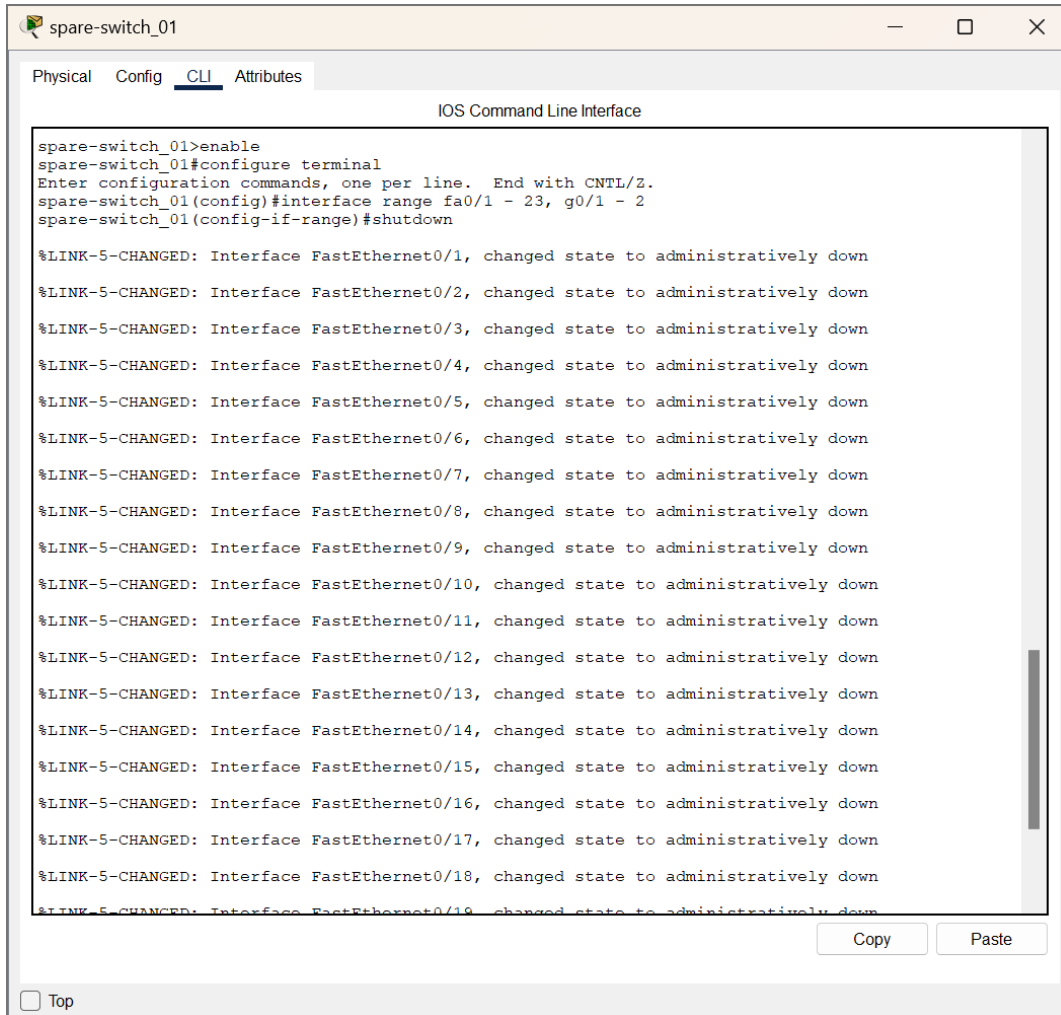 spare-switch_01
Physical Config CLI Attributes
IOS Command Line Interface
spare-switch_01>enable
spare-switch_01#configure terminal
Enter configuration commands, one per line.  End with CNTL/Z.
spare-switch_01(config)#interface range fa0/1 - 23, g0/1 - 2
spare-switch_01(config-if-range)#shutdown
%LINK-5-CHANGED: Interface FastEthernet0/1, changed state to administratively down
%LINK-5-CHANGED: Interface FastEthernet0/2, changed state to administratively down
%LINK-5-CHANGED: Interface FastEthernet0/3, changed state to administratively down
%LINK-5-CHANGED: Interface FastEthernet0/4, changed state to administratively down
%LINK-5-CHANGED: Interface FastEthernet0/5, changed state to administratively down
%LINK-5-CHANGED: Interface FastEthernet0/6, changed state to administratively down
%LINK-5-CHANGED: Interface FastEthernet0/7, changed state to administratively down
%LINK-5-CHANGED: Interface FastEthernet0/8, changed state to administratively down
%LINK-5-CHANGED: Interface FastEthernet0/9, changed state to administratively down
%LINK-5-CHANGED: Interface FastEthernet0/10, changed state to administratively down
%LINK-5-CHANGED: Interface FastEthernet0/11, changed state to administratively down
%LINK-5-CHANGED: Interface FastEthernet0/12, changed state to administratively down
%LINK-5-CHANGED: Interface FastEthernet0/13, changed state to administratively down
%LINK-5-CHANGED: Interface FastEthernet0/14, changed state to administratively down
%LINK-5-CHANGED: Interface FastEthernet0/15, changed state to administratively down
%LINK-5-CHANGED: Interface FastEthernet0/16, changed state to administratively down
%LINK-5-CHANGED: Interface FastEthernet0/17, changed state to administratively down
%LINK-5-CHANGED: Interface FastEthernet0/18, changed state to administratively down
%LINK-5-CHANGED: Interface FastEthernet0/19, changed state to administratively down
Copy Paste
Top